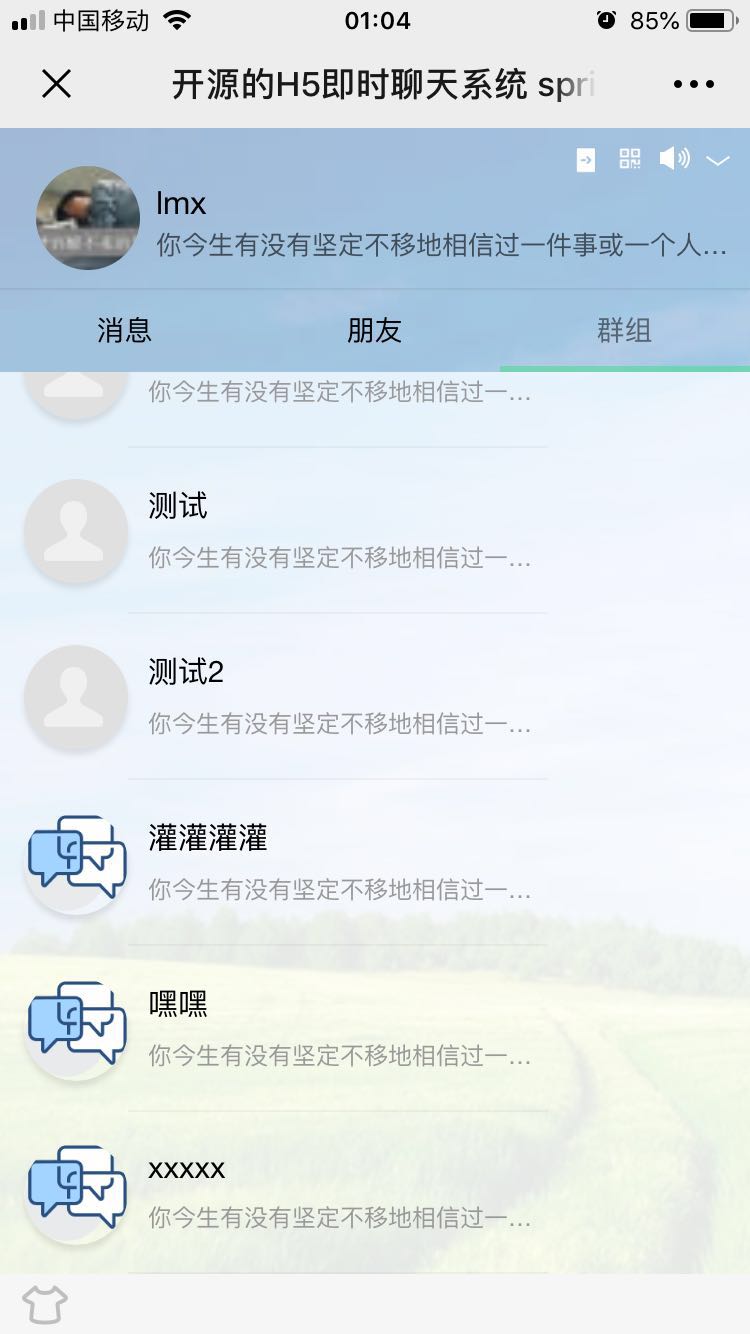 中国移动 01:04 85%
开源的H5即时聊天系统 spri
lmx
你今生有没有坚定不移地相信过一件事或一个人...
消息 朋友 群组
你今生有没有坚定不移地相信过一...
测试
你今生有没有坚定不移地相信过一...
测试2
你今生有没有坚定不移地相信过一...
灌灌灌灌
你今生有没有坚定不移地相信过一...
嘿嘿
你今生有没有坚定不移地相信过一...
xxxxx
你今生有没有坚定不移地相信过一...